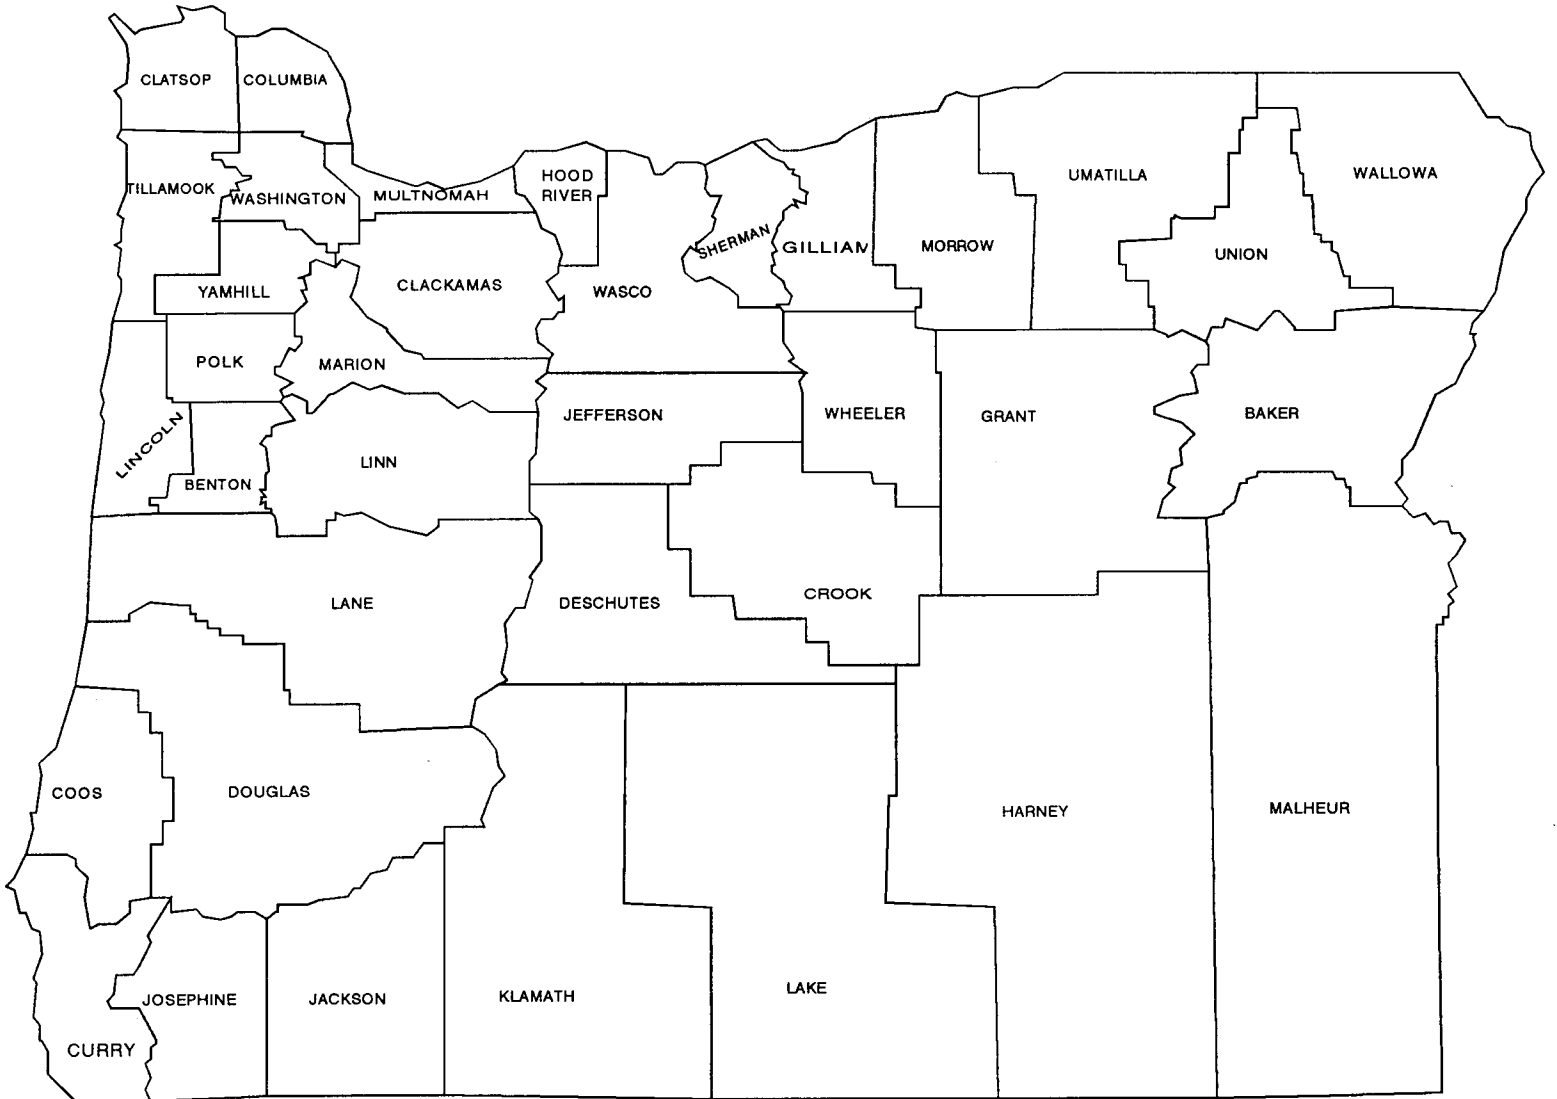 CLATSOP
COLUMBIA
TILLAMOOK
WASHINGTON
MULTNOMAH
HOOD
RIVER
SHERMAN
GILLIAM
MORROW
UMATILLA
UNION
WALLOWA
YAMHILL
CLACKAMAS
WASCO
POLK
MARION
LINCOLN
BENTON
LINN
JEFFERSON
WHEELER
GRANT
BAKER
LANE
DESCHUTES
CROOK
COOS
DOUGLAS
HARNEY
MALHEUR
CURRY
JOSEPHINE
JACKSON
KLAMATH
LAKE